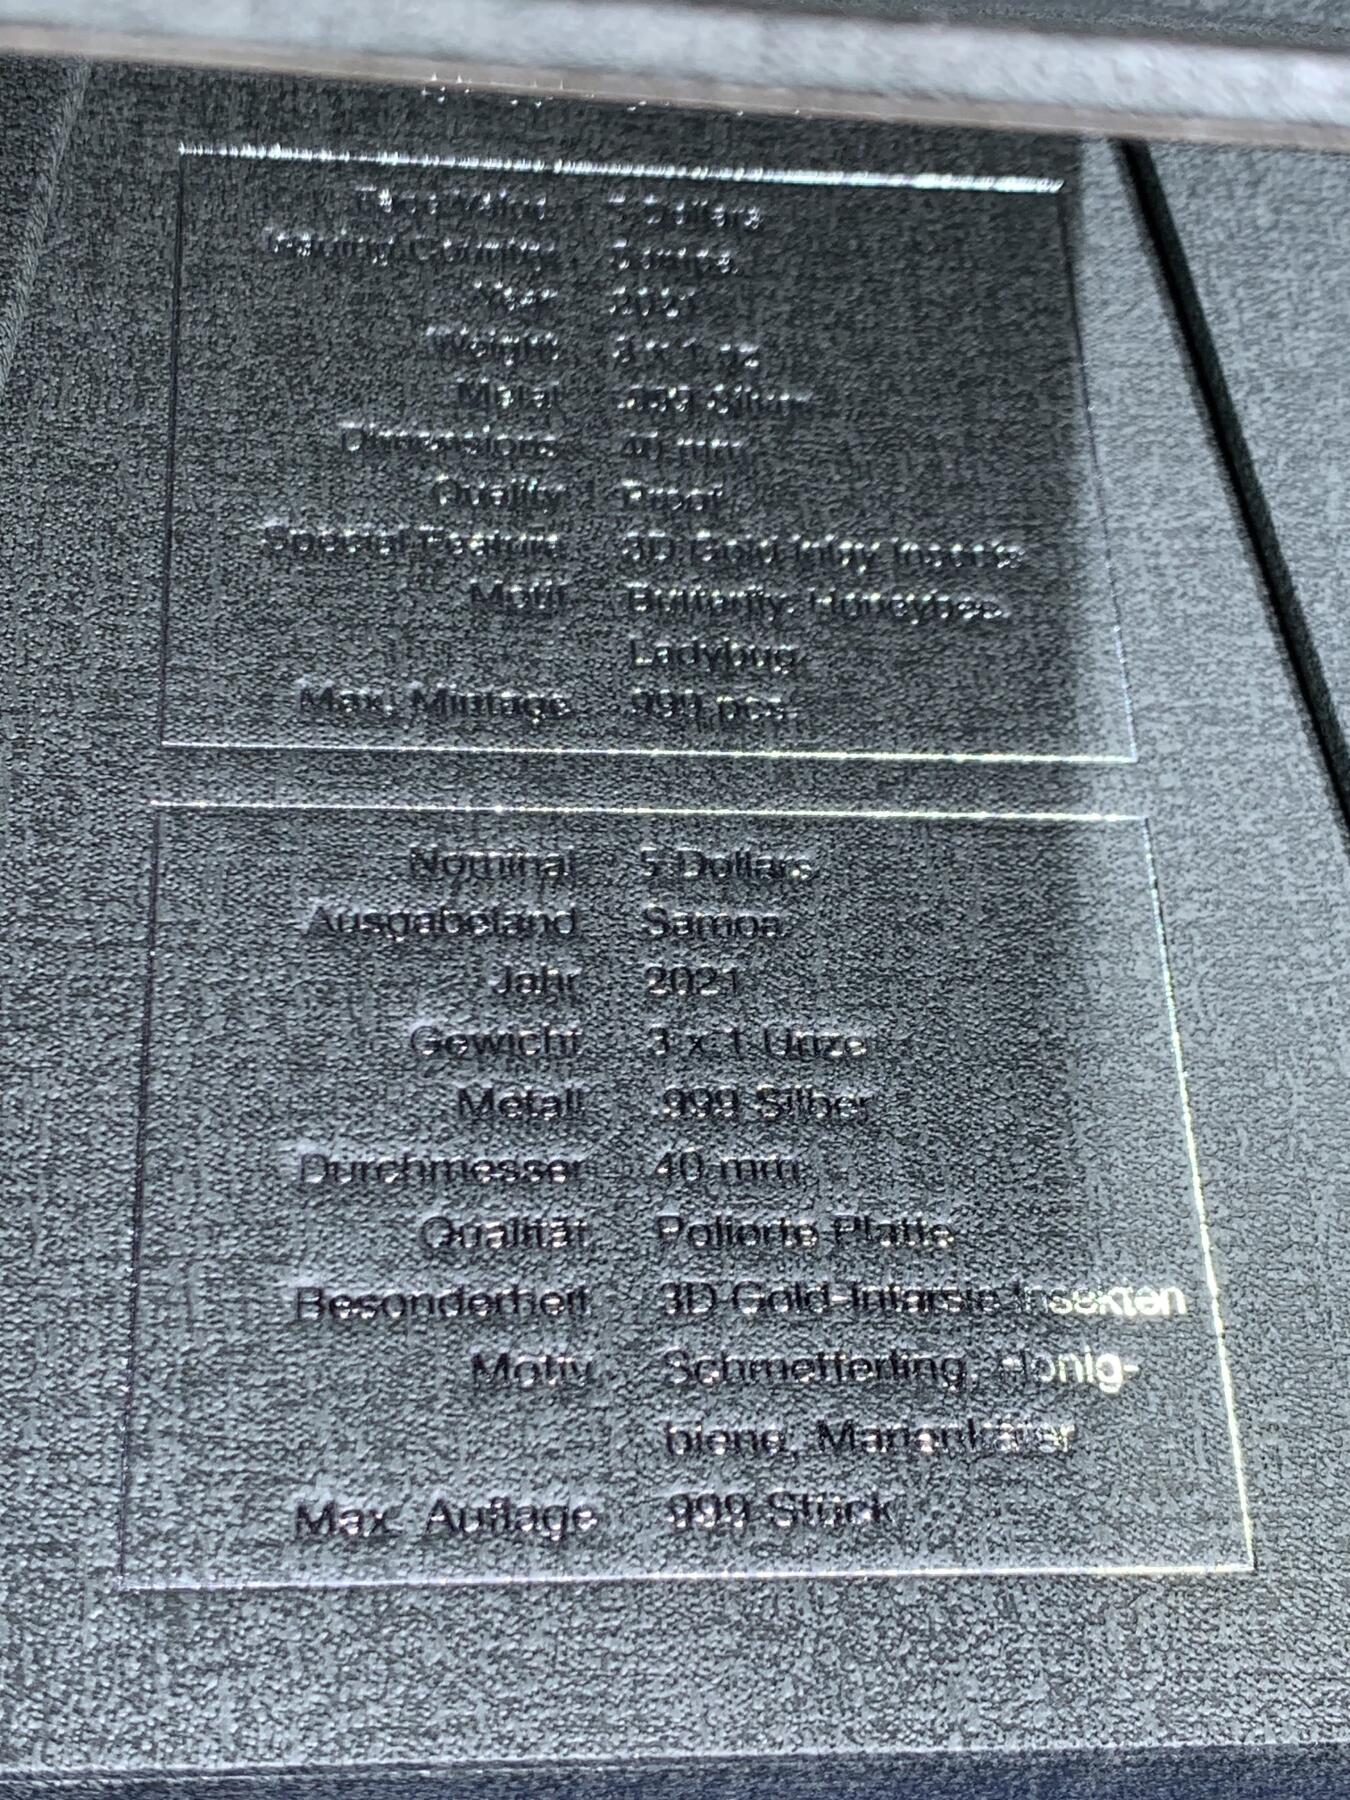 Face Value 5 Dollars
Issuing Country Samoa
Year 2021
Weight 3 x 1 oz
Metal .999 Silver
Dimensions 40 mm
Quality Proof
Special Feature 3D Gold Inlay Insects
Motif Butterfly, Honeybee,
Ladybug
Max. Mintage 999 pcs.
Nominal 5 Dollars
Ausgabeland Samoa
Jahr 2021
Gewicht 3 x 1 Unze
Metall .999 Silber
Durchmesser 40 mm
Qualität Polierte Platte
Besonderheit 3D-Gold-Intarsie-Insekten
Motiv Schmetterling, Honig-
biene, Marienkäfer
Max. Auflage 999 Stück